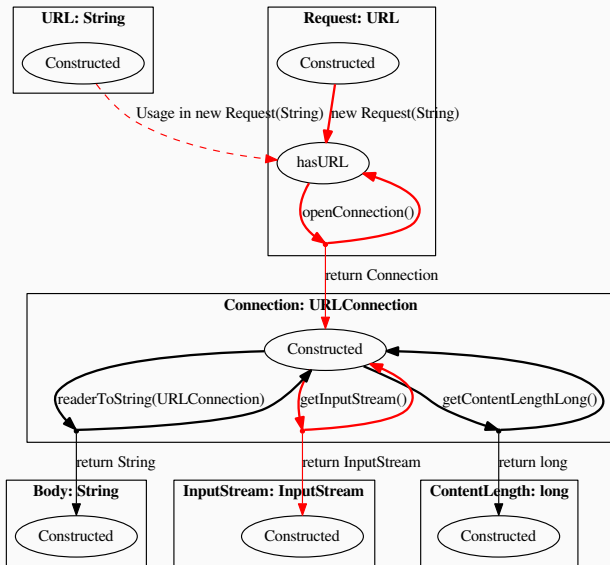 URL: String
Request: URL
Constructed
Constructed
Usage in new Request(String)
new Request(String)
hasURL
openConnection()
return Connection
Connection: URLConnection
Constructed
readerToString(URLConnection)
getInputStream()
getContentLengthLong()
return String
return InputStream
return long
Body: String
InputStream: InputStream
ContentLength: long
Constructed
Constructed
Constructed